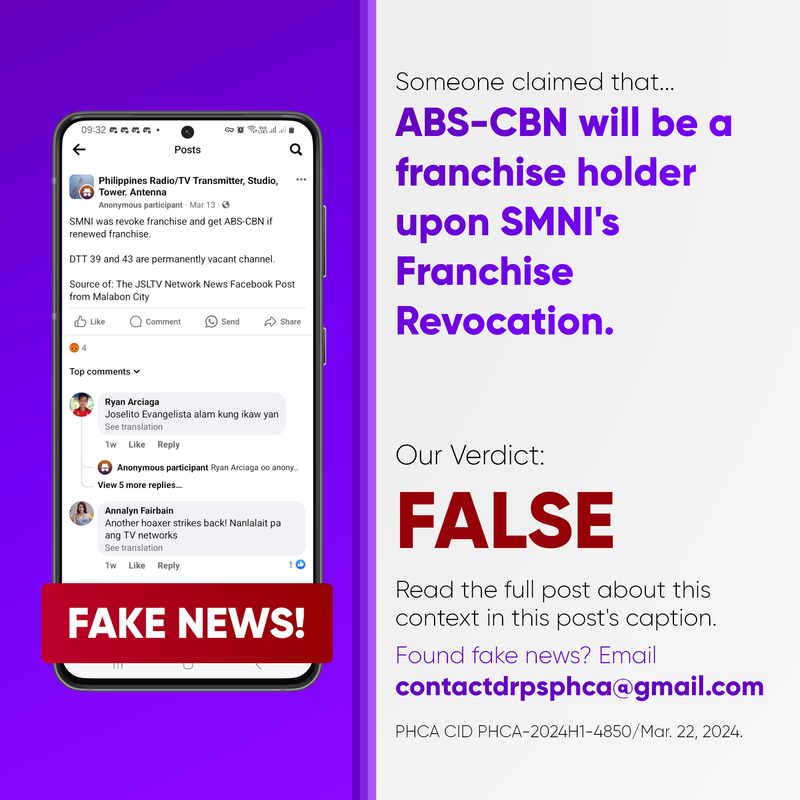 09:32
Posts
Philippines Radio/TV Transmitter, Studio,
Tower. Antenna
Anonymous participant · Mar 13 ·
SMNI was revoke franchise and get ABS-CBN if
renewed franchise.
DTT 39 and 43 are permanently vacant channel.
Source of: The JSLTV Network News Facebook Post
from Malabon City
Like Comment Send Share
4
Top comments
Ryan Arciaga
Joselito Evangelista alam kung ikaw yan
See translation
1w Like Reply
Anonymous participant Ryan Arciaga oo anony...
View 5 more replies...
Annalyn Fairbain
Another hoaxer strikes back! Nanlalait pa
ang TV networks
See translation
1w Like Reply 1
FAKE NEWS!
Someone claimed that...
ABS-CBN will be a
franchise holder
upon SMNI's
Franchise
Revocation.
Our Verdict:
FALSE
Read the full post about this
context in this post's caption.
Found fake news? Email
contactdrpsphca@gmail.com
PHCA CID PHCA-2024H1-4850/Mar. 22, 2024.